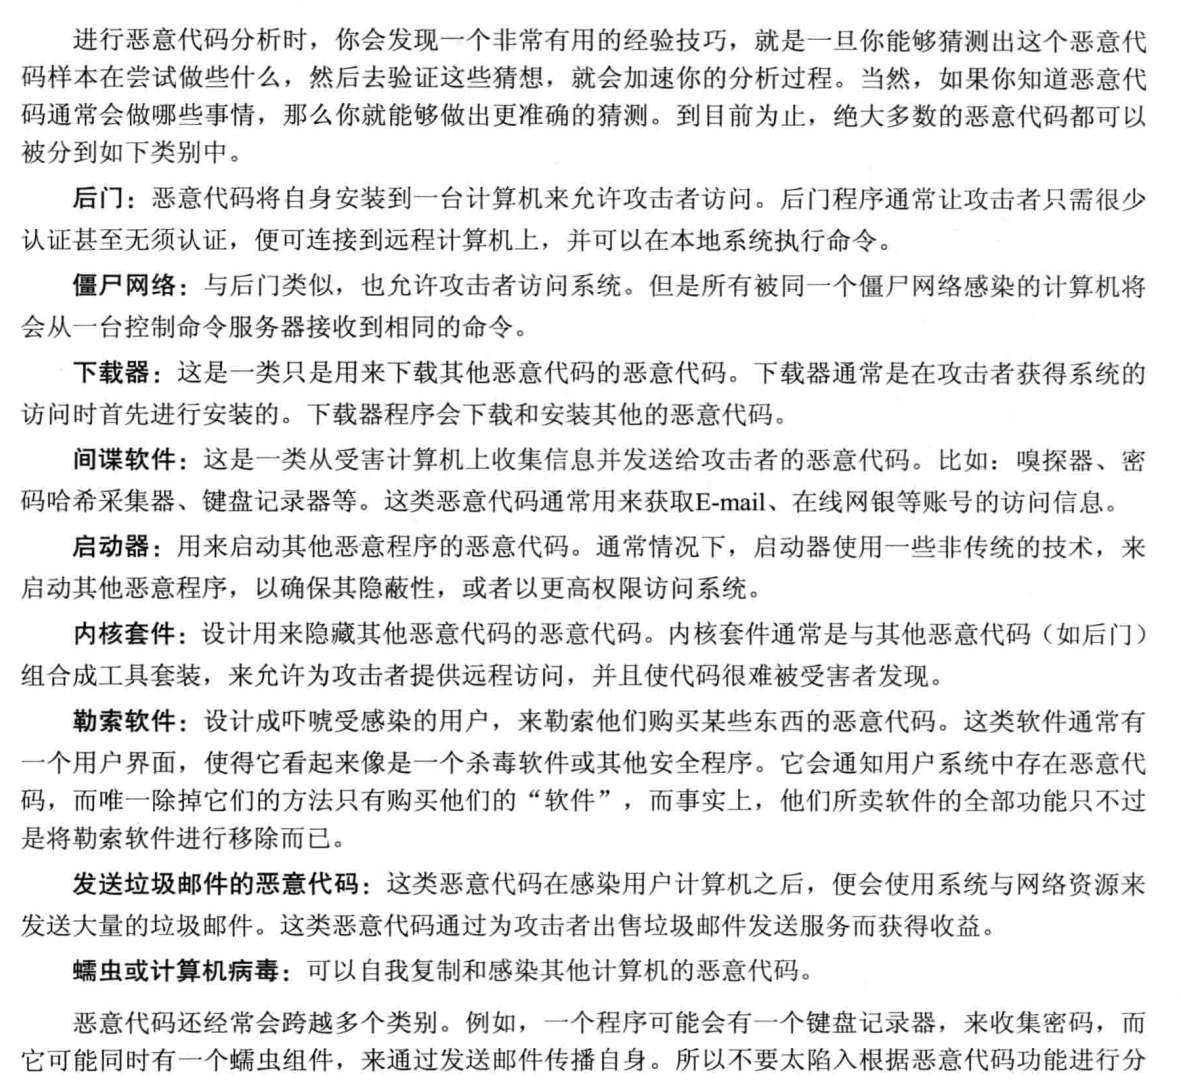 进行恶意代码分析时，你会发现一个非常有用的经验技巧，就是一旦你能够猜测出这个恶意代
码样本在尝试做些什么，然后去验证这些猜想，就会加速你的分析过程。当然，如果你知道恶意代
码通常会做哪些事情，那么你就能够做出更准确的猜测。到目前为止，绝大多数的恶意代码都可以
被分到如下类别中。
后门：恶意代码将自身安装到一台计算机来允许攻击者访问。后门程序通常让攻击者只需很少
认证甚至无须认证，便可连接到远程计算机上，并可以在本地系统执行命令。
僵尸网络：与后门类似，也允许攻击者访问系统。但是所有被同一个僵尸网络感染的计算机将
会从一台控制命令服务器接收到相同的命令。
下载器：这是一类只是用来下载其他恶意代码的恶意代码。下载器通常是在攻击者获得系统的
访问时首先进行安装的。下载器程序会下载和安装其他的恶意代码。
间谍软件：这是一类从受害计算机上收集信息并发送给攻击者的恶意代码。比如：嗅探器、密
码哈希采集器、键盘记录器等。这类恶意代码通常用来获取E-mail、在线网银等账号的访问信息。
启动器：用来启动其他恶意程序的恶意代码。通常情况下，启动器使用一些非传统的技术，来
启动其他恶意程序，以确保其隐蔽性，或者以更高权限访问系统。
内核套件：设计用来隐藏其他恶意代码的恶意代码。内核套件通常是与其他恶意代码（如后门）
组合成工具套装，来允许为攻击者提供远程访问，并且使代码很难被受害者发现。
勒索软件：设计成吓唬受感染的用户，来勒索他们购买某些东西的恶意代码。这类软件通常有
一个用户界面，使得它看起来像是一个杀毒软件或其他安全程序。它会通知用户系统中存在恶意代
码，而唯一除掉它们的方法只有购买他们的“软件”，而事实上，他们所卖软件的全部功能只不过
是将勒索软件进行移除而已。
发送垃圾邮件的恶意代码：这类恶意代码在感染用户计算机之后，便会使用系统与网络资源来
发送大量的垃圾邮件。这类恶意代码通过为攻击者出售垃圾邮件发送服务而获得收益。
蠕虫或计算机病毒：可以自我复制和感染其他计算机的恶意代码。
恶意代码还经常会跨越多个类别。例如，一个程序可能会有一个键盘记录器，来收集密码，而
它可能同时有一个蠕虫组件，来通过发送邮件传播自身。所以不要太陷入根据恶意代码功能进行分